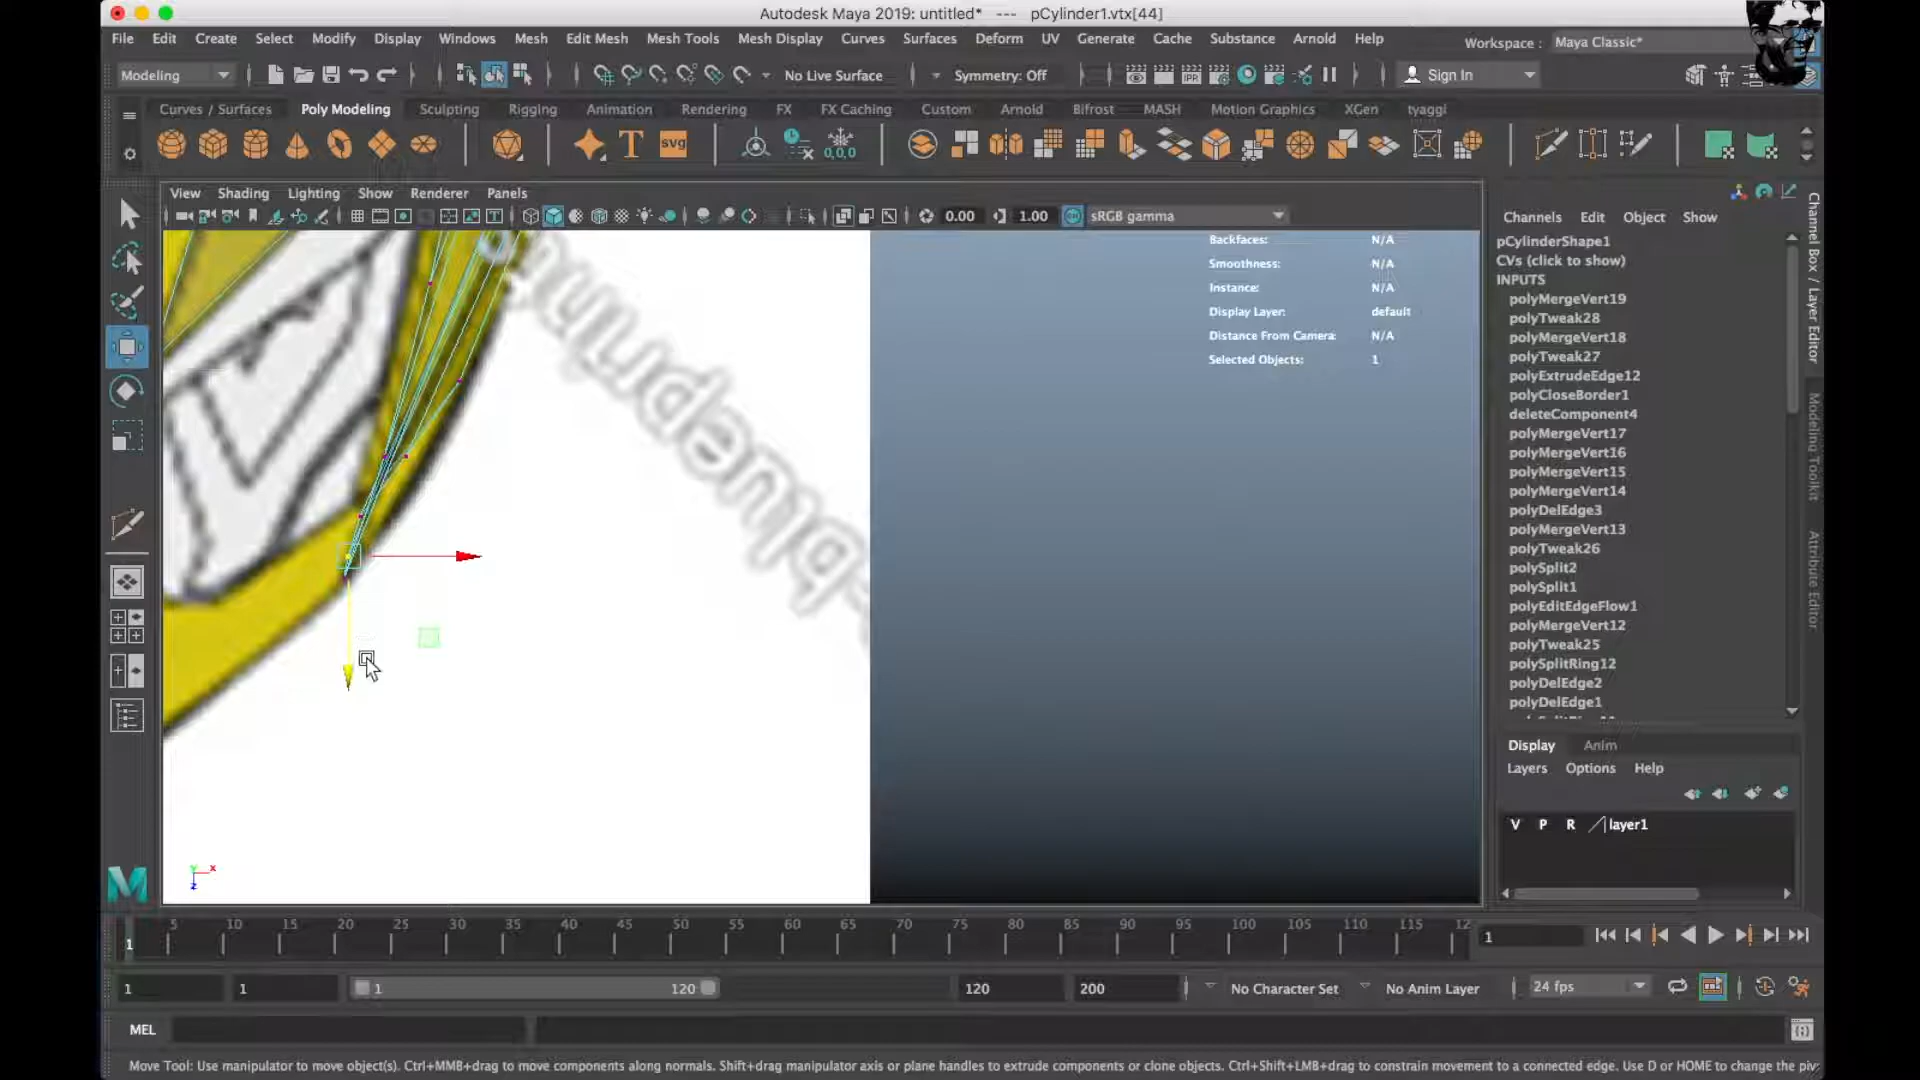 Autodesk Maya 2019: untitled* --- pCylinder1.vtx[44]
File Edit Create Select Modify Display Windows Mesh Edit Mesh Mesh Tools Mesh Display Curves Surfaces Deform UV Generate Cache Substance Arnold Help Workspace : Maya Classic*
Modeling No Live Surface Symmetry: Off IPR Sign In
Curves / Surfaces Poly Modeling Sculpting Rigging Animation Rendering FX FX Caching Custom Arnold Bifrost MASH Motion Graphics XGen tyaggi
T SVG 0,0,0
View Shading Lighting Show Renderer Panels
0.00 1.00 sRGB gamma
Backfaces: N/A
Smoothness: N/A
Instance: N/A
Display Layer: default
Distance From Camera: N/A
Selected Objects: 1
Channels Edit Object Show
pCylinderShape1
CVs (click to show)
INPUTS
polyMergeVert19
polyTweak28
polyMergeVert18
polyTweak27
polyExtrudeEdge12
polyCloseBorder1
deleteComponent4
polyMergeVert17
polyMergeVert16
polyMergeVert15
polyMergeVert14
polyDelEdge3
polyMergeVert13
polyTweak26
polySplit2
polySplit1
polyEditEdgeFlow1
polyMergeVert12
polyTweak25
polySplitRing12
polyDelEdge2
polyDelEdge1
Channel Box / Layer Editor
Modeling Toolkit
Attribute Editor
Display Anim
Layers Options Help
V P R layer1
Y X Z
5 10 15 20 25 30 35 40 45 50 55 60 65 70 75 80 85 90 95 100 105 110 115 12
1 1
1 1 1 120 120 200 No Character Set No Anim Layer 24 fps
MEL
Move Tool: Use manipulator to move object(s). Ctrl+MMB+drag to move components along normals. Shift+drag manipulator axis or plane handles to extrude components or clone objects. Ctrl+Shift+LMB+drag to constrain movement to a connected edge. Use D or HOME to change the piv